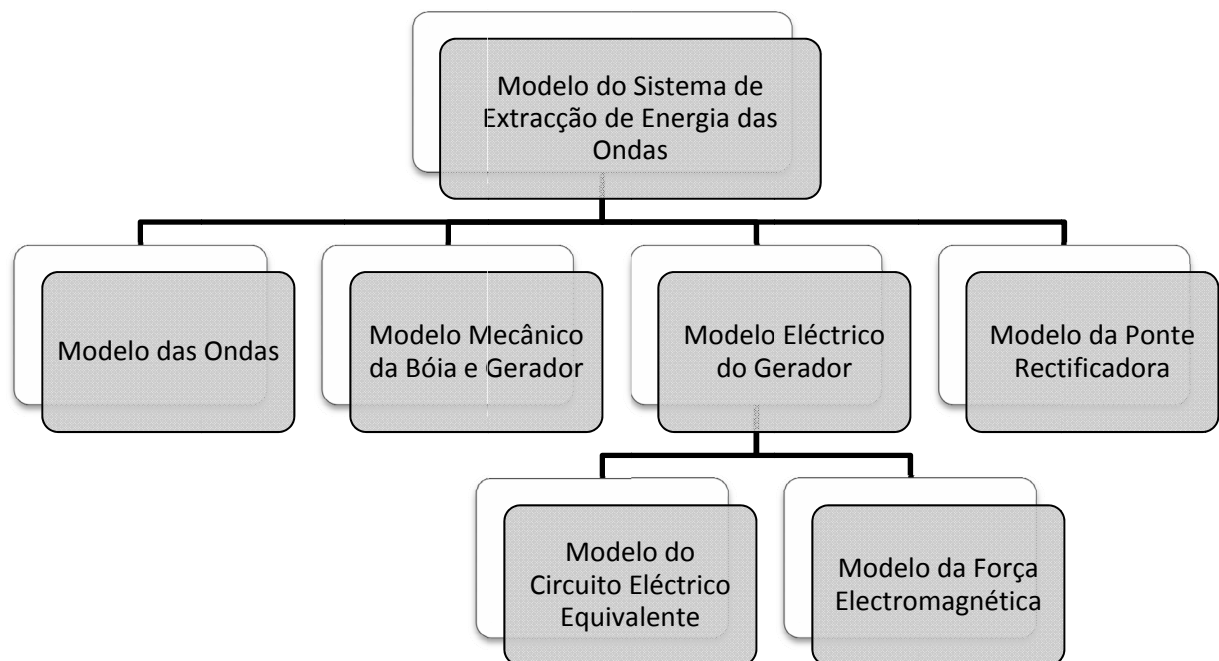 Modelo do Sistema de
Extracção de Energia das
Ondas
Modelo das Ondas
Modelo Mecânico
da Bóia e Gerador
Modelo Eléctrico
do Gerador
Modelo da Ponte
Rectificadora
Modelo do
Circuito Eléctrico
Equivalente
Modelo da Força
Electromagnética